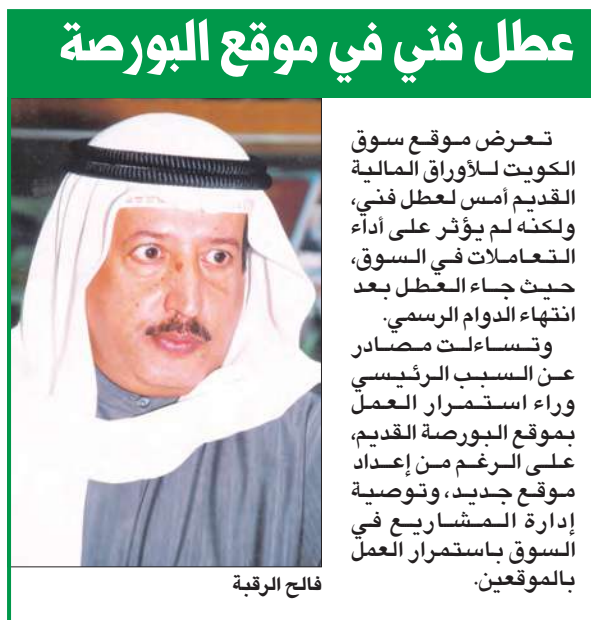 عطل فني في موقع البورصة
تعرض موقع سوق
الكويت للأوراق المالية
القديم أمس لعطل فني،
ولكنه لم يؤثر على أداء
التعاملات في السوق،
حيث جاء العطل بعد
انتهاء الدوام الرسمي.
وتساءلت مصادر
عن السبب الرئيسي
وراء استمرار العمل
بموقع البورصة القديم،
على الرغم من إعداد
موقع جديد، وتوصية
إدارة المشاريع في
السوق باستمرار العمل
بالموقعين.
فالح الرقبة